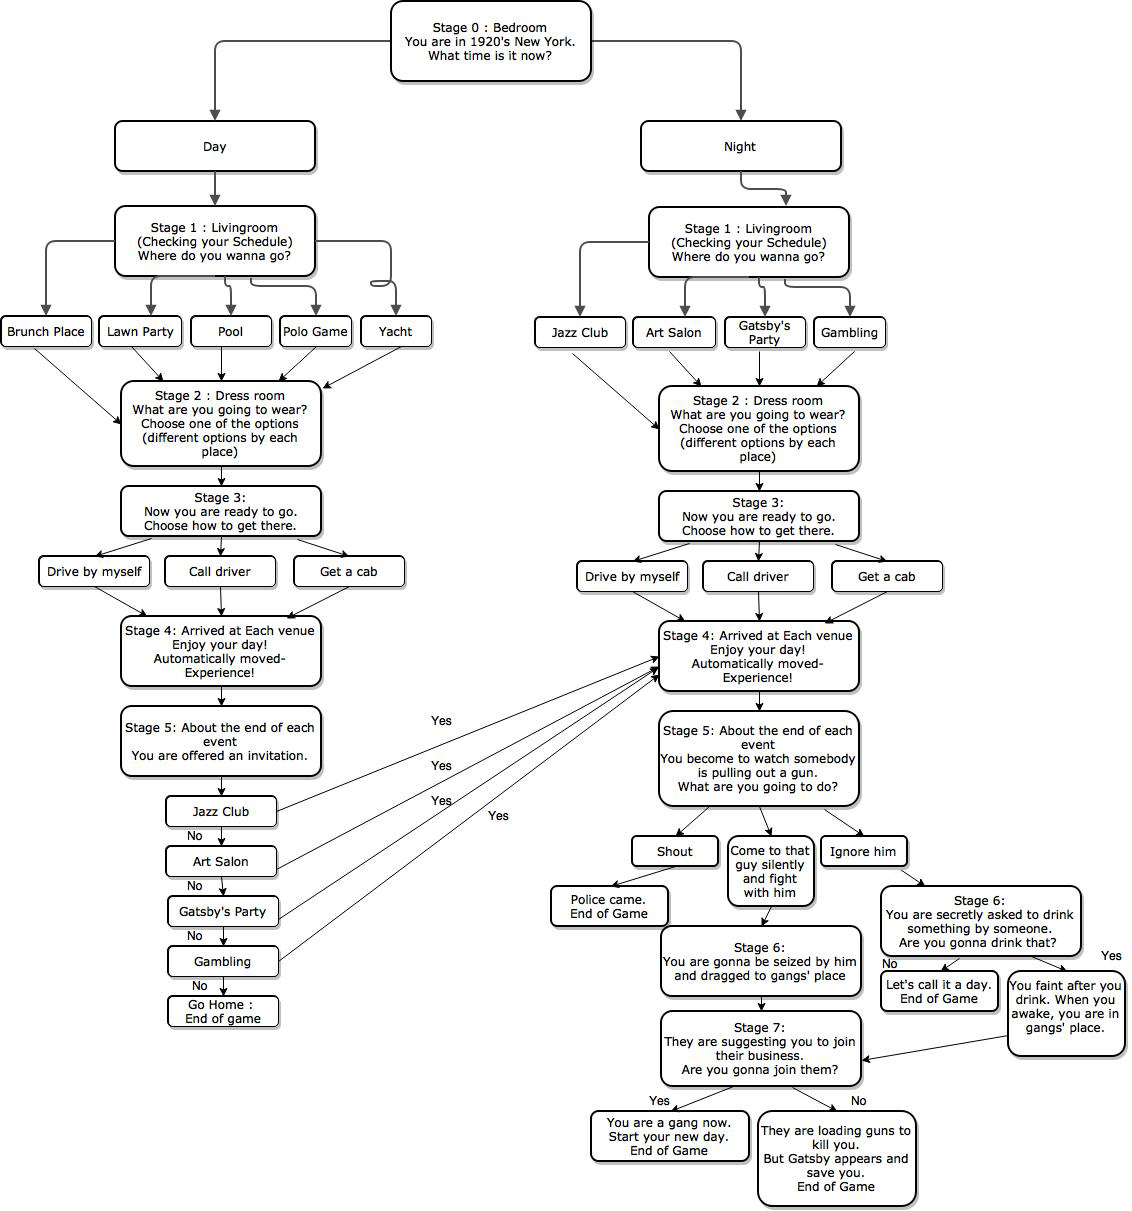 Stage 0 : Bedroom
You are in 1920's New York.
What time is it now?
Day
Night
Stage 1 : Livingroom
(Checking your Schedule)
Where do you wanna go?
Brunch Place
Lawn Party
Pool
Polo Game
Yacht
Stage 2 : Dress room
What are you going to wear?
Choose one of the options
(different options by each
place)
Stage 3:
Now you are ready to go.
Choose how to get there.
Drive by myself
Call driver
Get a cab
Stage 4: Arrived at Each venue
Enjoy your day!
Automatically moved-
Experience!
Stage 5: About the end of each
event
You are offered an invitation.
Jazz Club
No
Art Salon
No
Gatsby's Party
No
Gambling
No
Go Home :
End of game
Yes
Yes
Yes
Yes
Stage 1 : Livingroom
(Checking your Schedule)
Where do you wanna go?
Jazz Club
Art Salon
Gatsby's
Party
Gambling
Stage 2 : Dress room
What are you going to wear?
Choose one of the options
(different options by each
place)
Stage 3:
Now you are ready to go.
Choose how to get there.
Drive by myself
Call driver
Get a cab
Stage 4: Arrived at Each venue
Enjoy your day!
Automatically moved-
Experience!
Stage 5: About the end of each
event
You become to watch somebody
is pulling out a gun.
What are you going to do?
Shout
Come to that
guy silently
and fight
with him
Ignore him
Police came.
End of Game
Stage 6:
You are gonna be seized by him
and dragged to gangs' place
Stage 6:
You are secretly asked to drink
something by someone.
Are you gonna drink that?
No
Yes
Let's call it a day.
End of Game
You faint after you
drink. When you
awake, you are in
gangs' place.
Stage 7:
They are suggesting you to join
their business.
Are you gonna join them?
Yes
No
You are a gang now.
Start your new day.
End of Game
They are loading guns to
kill you.
But Gatsby appears and
save you.
End of Game